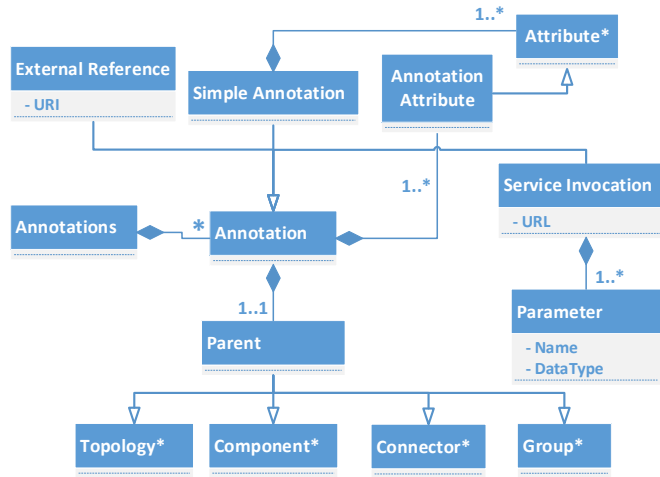 1..*
Attribute*
External Reference
- URI
Simple Annotation
Annotation
Attribute
1..*
Service Invocation
- URL
Annotations
*
Annotation
1..*
1..1
Parameter
- Name
- DataType
Parent
Topology*
Component*
Connector*
Group*